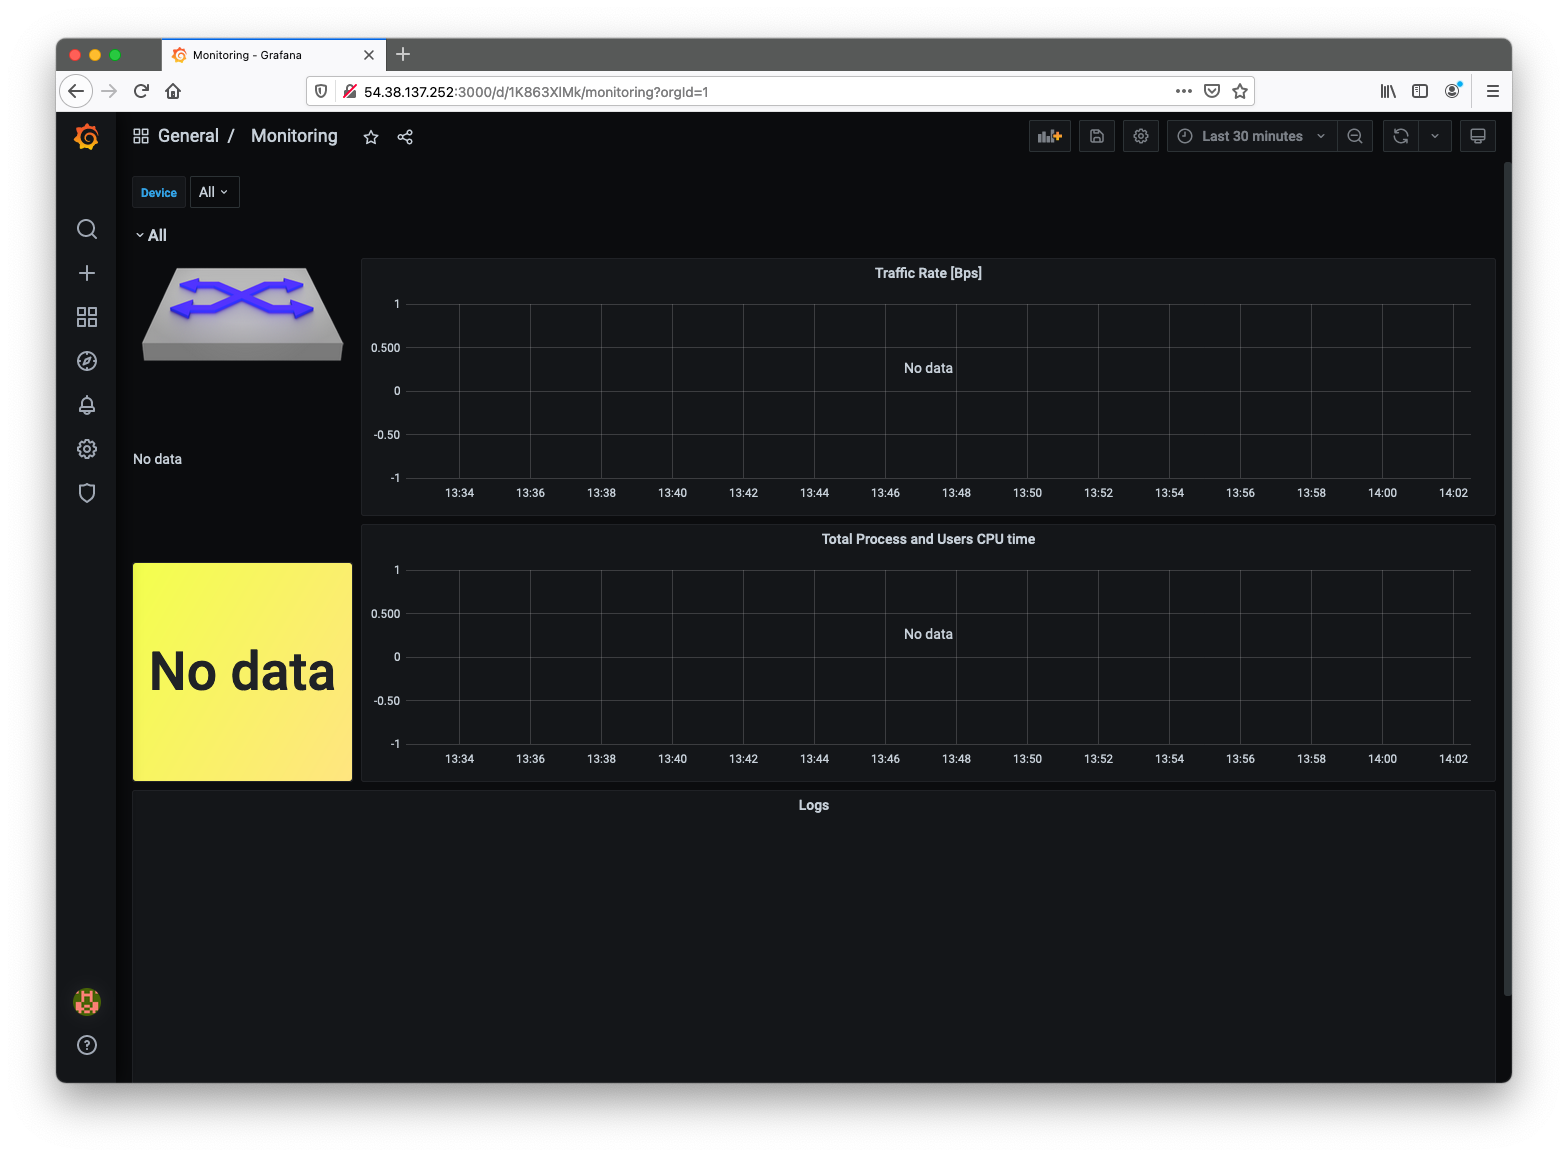 Monitoring - Grafana
54.38.137.252:3000/d/1K863XlMk/monitoring?orgId=1
General / Monitoring
Last 30 minutes
Device All
All
Traffic Rate [Bps]
1
0.500
No data
0
-0.50
-1
13:34 13:36 13:38 13:40 13:42 13:44 13:46 13:48 13:50 13:52 13:54 13:56 13:58 14:00 14:02
No data
Total Process and Users CPU time
1
0.500
No data
0
-0.50
-1
13:34 13:36 13:38 13:40 13:42 13:44 13:46 13:48 13:50 13:52 13:54 13:56 13:58 14:00 14:02
No data
Logs